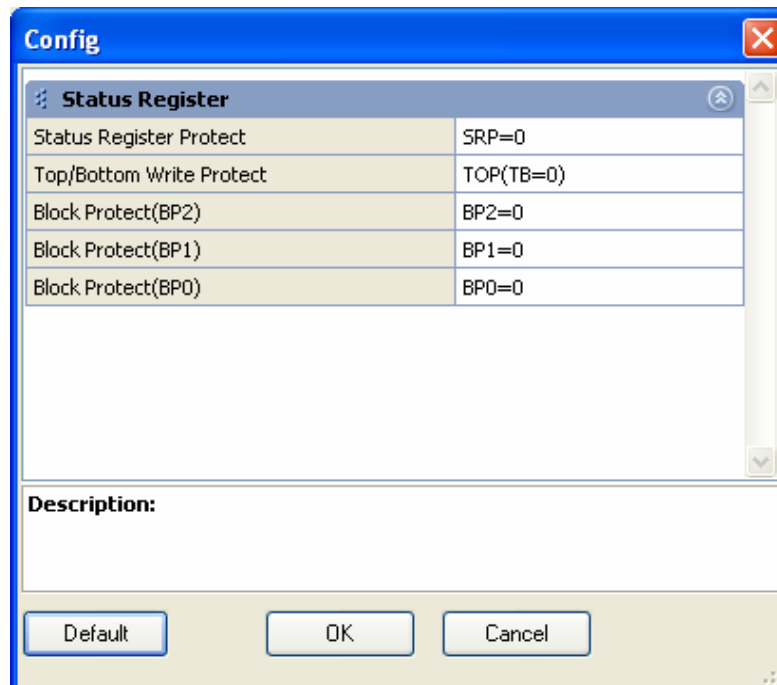 Config
Status Register
Status Register Protect SRP=0
Top/Bottom Write Protect TOP(TB=0)
Block Protect(BP2) BP2=0
Block Protect(BP1) BP1=0
Block Protect(BP0) BP0=0
Description:
Default OK Cancel